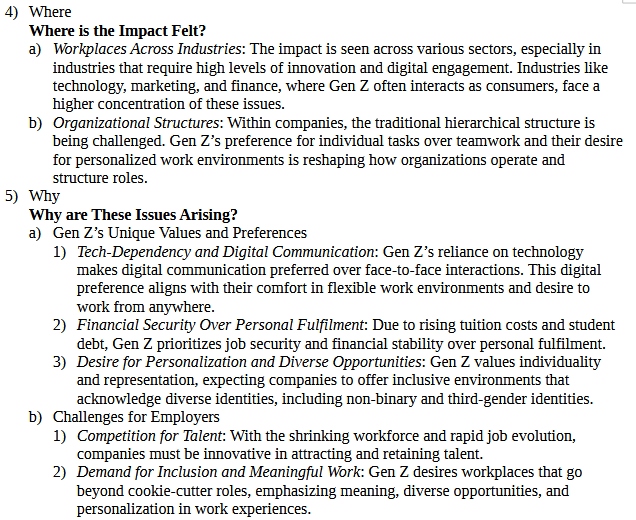 4) Where
Where is the Impact Felt?
a) Workplaces Across Industries: The impact is seen across various sectors, especially in
industries that require high levels of innovation and digital engagement. Industries like
technology, marketing, and finance, where Gen Z often interacts as consumers, face a
higher concentration of these issues.
b) Organizational Structures: Within companies, the traditional hierarchical structure is
being challenged. Gen Z’s preference for individual tasks over teamwork and their desire
for personalized work environments is reshaping how organizations operate and
structure roles.
5) Why
Why are These Issues Arising?
a) Gen Z’s Unique Values and Preferences
1) Tech-Dependency and Digital Communication: Gen Z’s reliance on technology
makes digital communication preferred over face-to-face interactions. This digital
preference aligns with their comfort in flexible work environments and desire to
work from anywhere.
2) Financial Security Over Personal Fulfilment: Due to rising tuition costs and student
debt, Gen Z prioritizes job security and financial stability over personal fulfilment.
3) Desire for Personalization and Diverse Opportunities: Gen Z values individuality
and representation, expecting companies to offer inclusive environments that
acknowledge diverse identities, including non-binary and third-gender identities.
b) Challenges for Employers
1) Competition for Talent: With the shrinking workforce and rapid job evolution,
companies must be innovative in attracting and retaining talent.
2) Demand for Inclusion and Meaningful Work: Gen Z desires workplaces that go
beyond cookie-cutter roles, emphasizing meaning, diverse opportunities, and
personalization in work experiences.